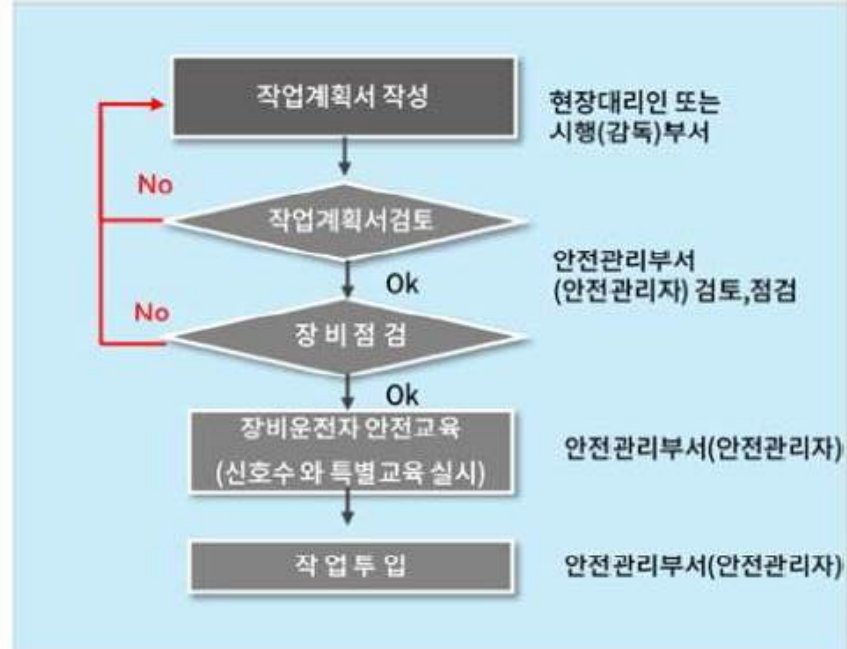 작업계획서 작성
현장대리인 또는
시행(감독)부서
No
작업계획서검토
안전관리부서
(안전관리자) 검토,점검
Ok
No
장 비 점 검
Ok
장비운전자 안전교육
(신호수 와 특별교육 실시)
안전관리부서(안전관리자)
작 업 투 입
안전관리부서(안전관리자)